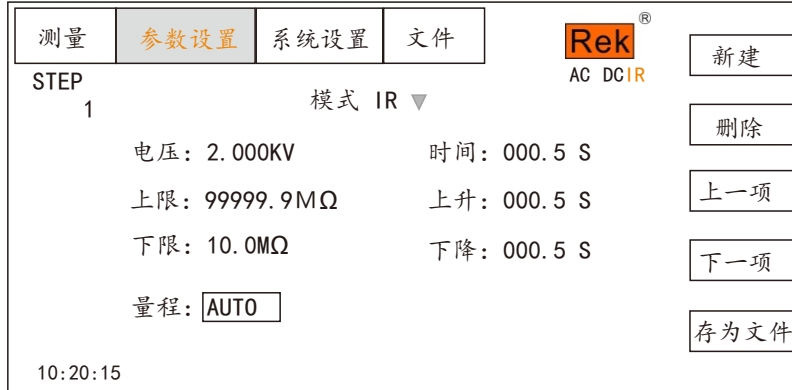 测量 参数设置 系统设置 文件
Rek®
AC DCIR
新建
STEP
1
模式 IR ▼
删除
电压：2.000KV 时间：000.5 S
上限：99999.9MΩ 上升：000.5 S
上一项
下限：10.0MΩ 下降：000.5 S
下一项
量程：AUTO
存为文件
10:20:15